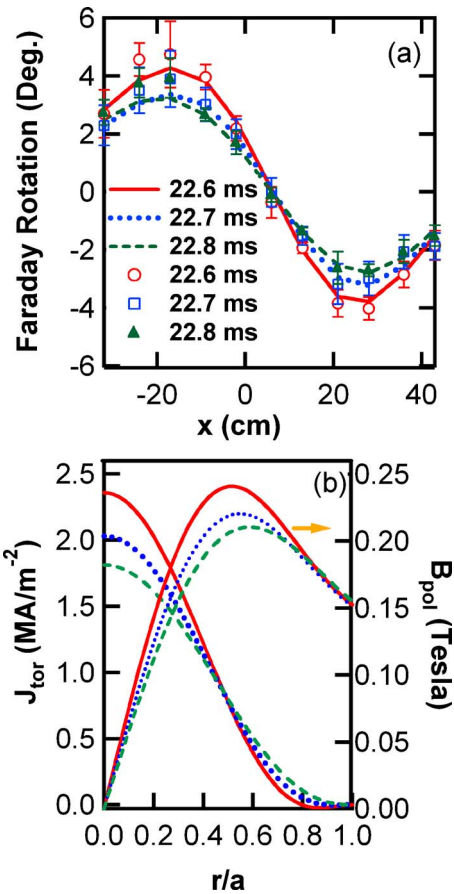 (a)
Faraday Rotation (Deg.)
6
4
2
0
-2
-4
-6
22.6 ms
22.7 ms
22.8 ms
22.6 ms
22.7 ms
22.8 ms
-20 0 20 40
x (cm)
(b)
J_tor (MA/m^-2)
2.5
2.0
1.5
1.0
0.5
0.0
0.25
0.20
0.15
0.10
0.05
0.00
B_pol (Tesla)
0.0 0.2 0.4 0.6 0.8 1.0
r/a